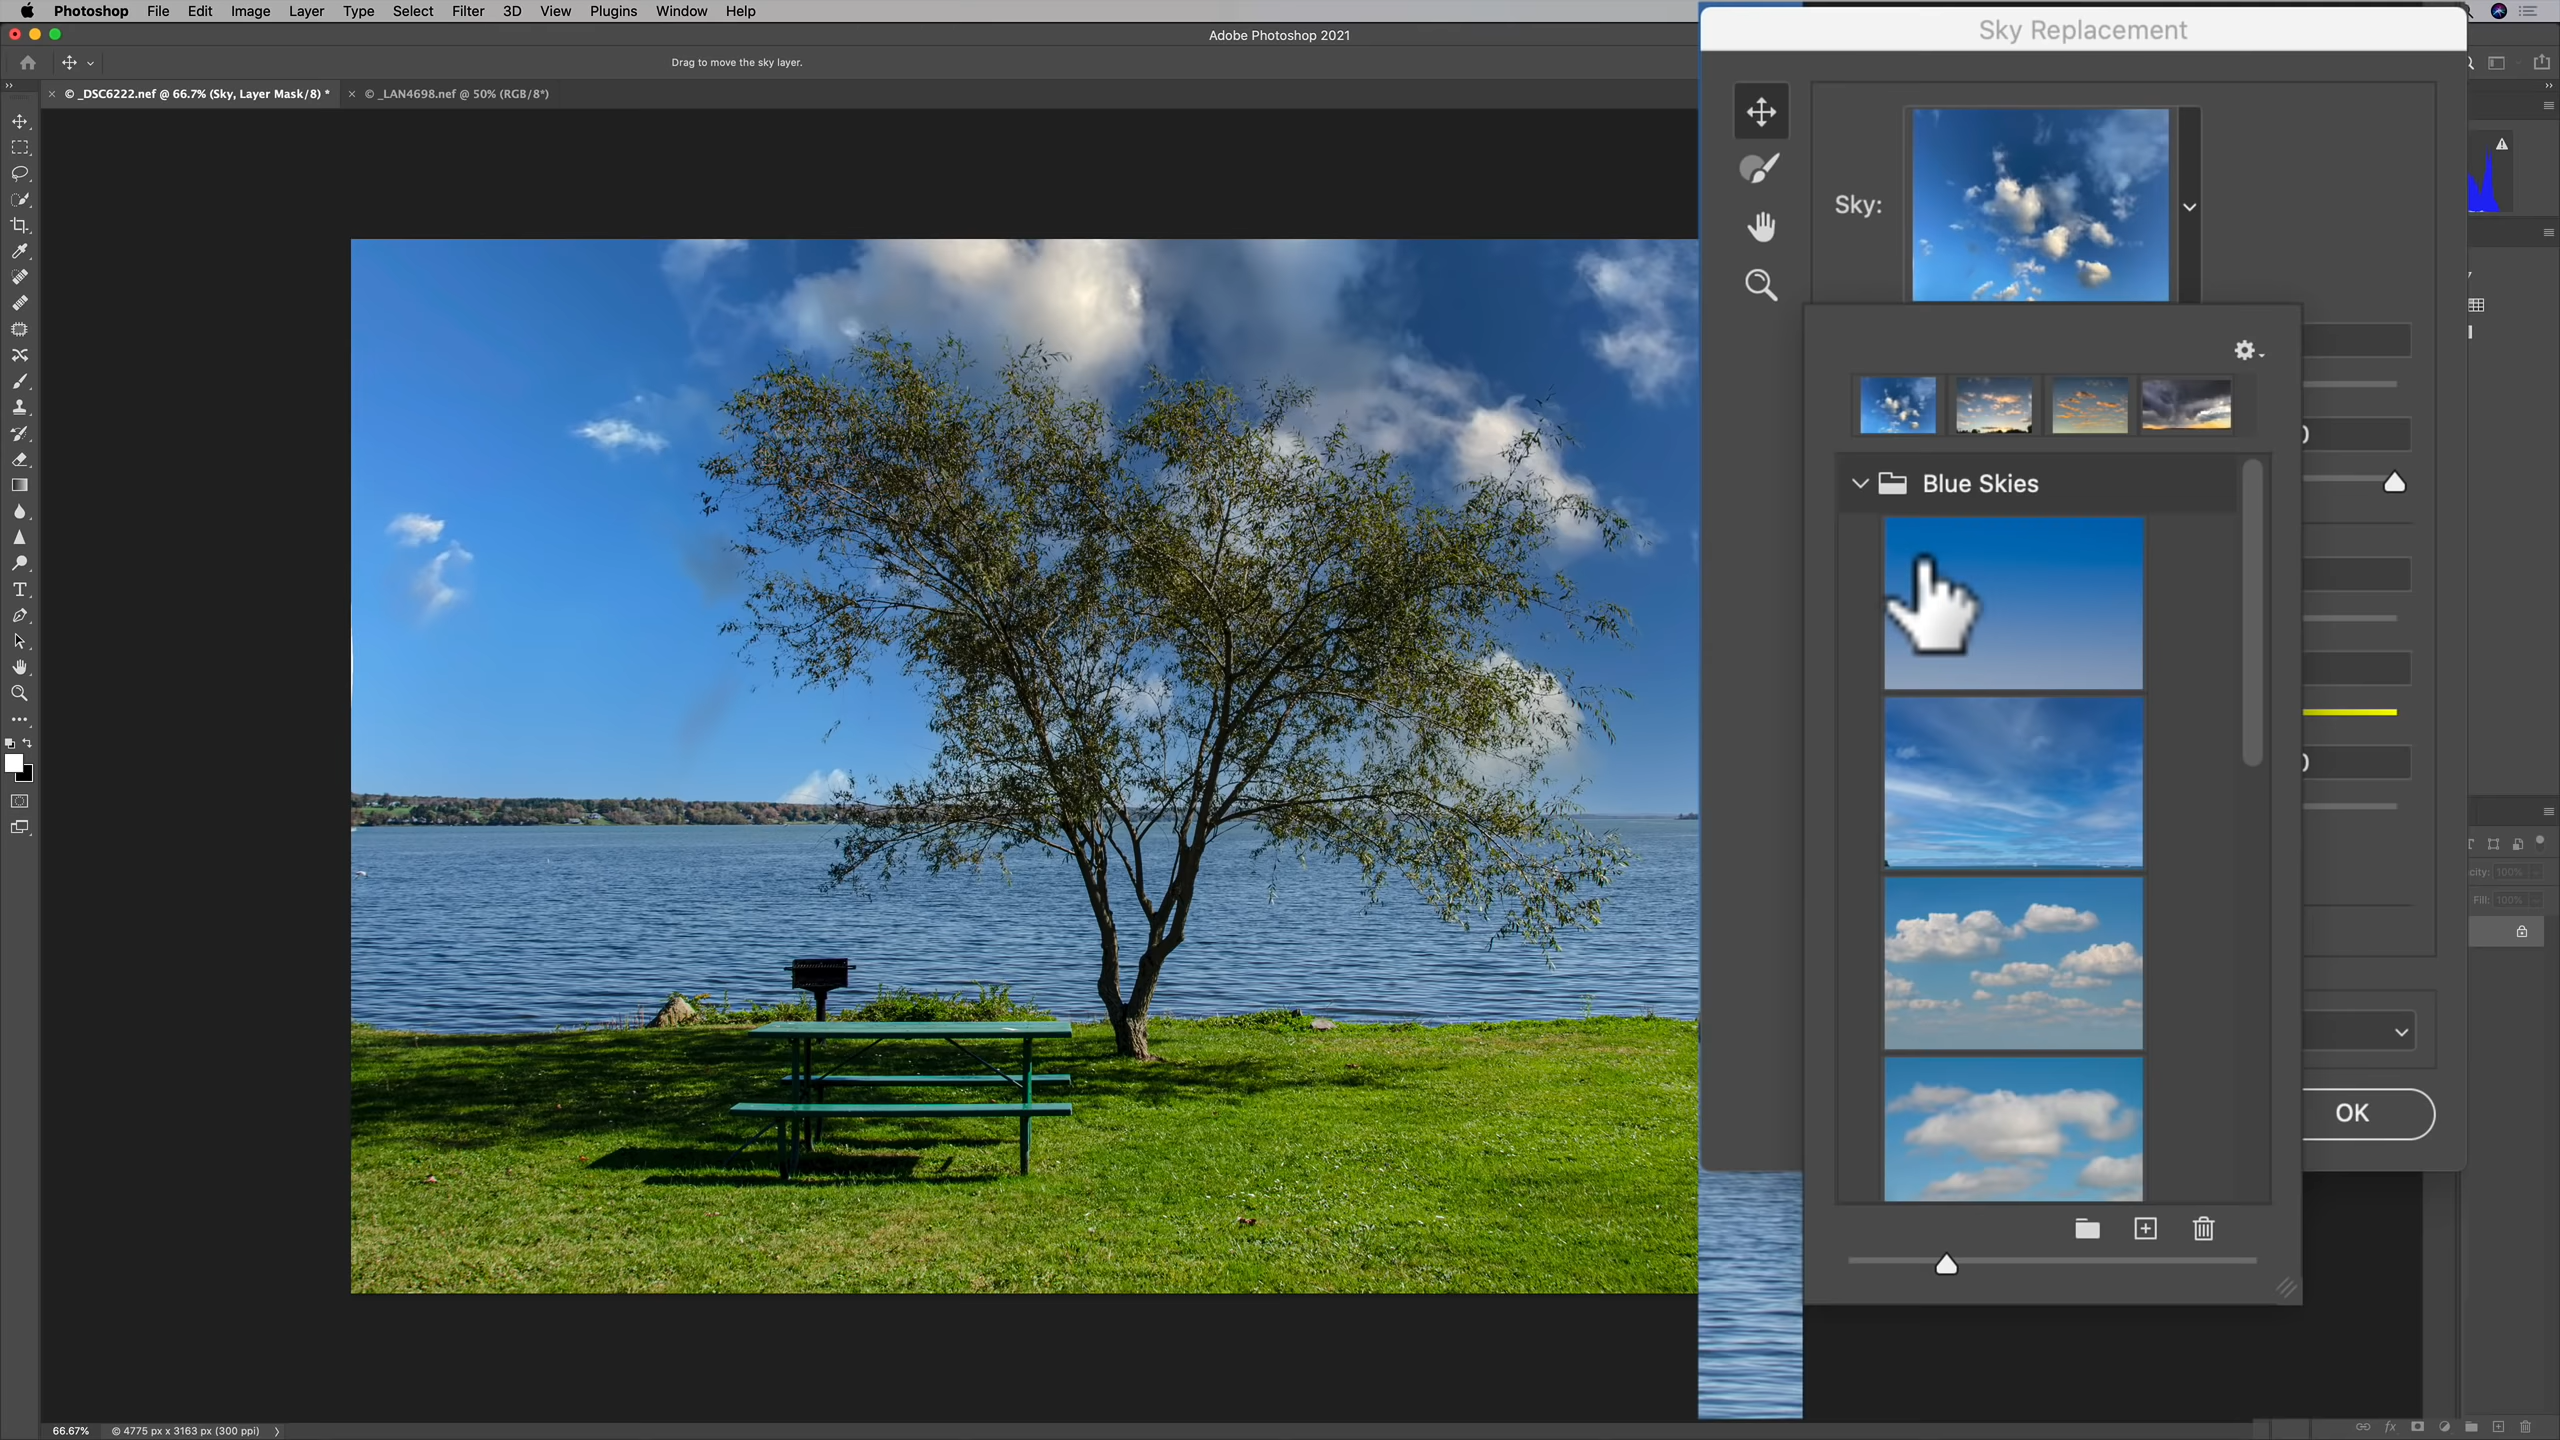 Photoshop File Edit Image Layer Type Select Filter 3D View Plugins Window Help
Adobe Photoshop 2021
Sky Replacement
Drag to move the sky layer.
× © _DSC6222.nef @ 66.7% (Sky, Layer Mask/8) * × © _LAN4698.nef @ 50% (RGB/8*)
Sky:
Blue Skies
Fill: 100%
OK
66.67% © 4775 px x 3163 px (300 ppi)